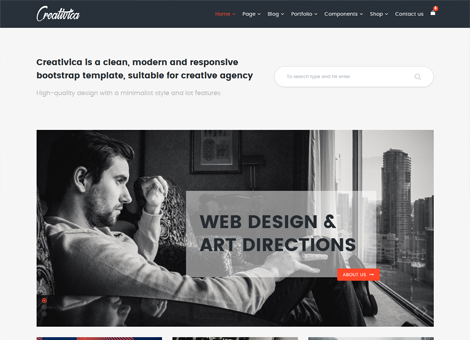 Creativica
Home Page Blog Portfolio Components Shop Contact us
Creativica is a clean, modern and responsive
bootstrap template, suitable for creative agency
High-quality design with a minimalist style and lot features
To search type and hit enter
WEB DESIGN &
ART DIRECTIONS
ABOUT US